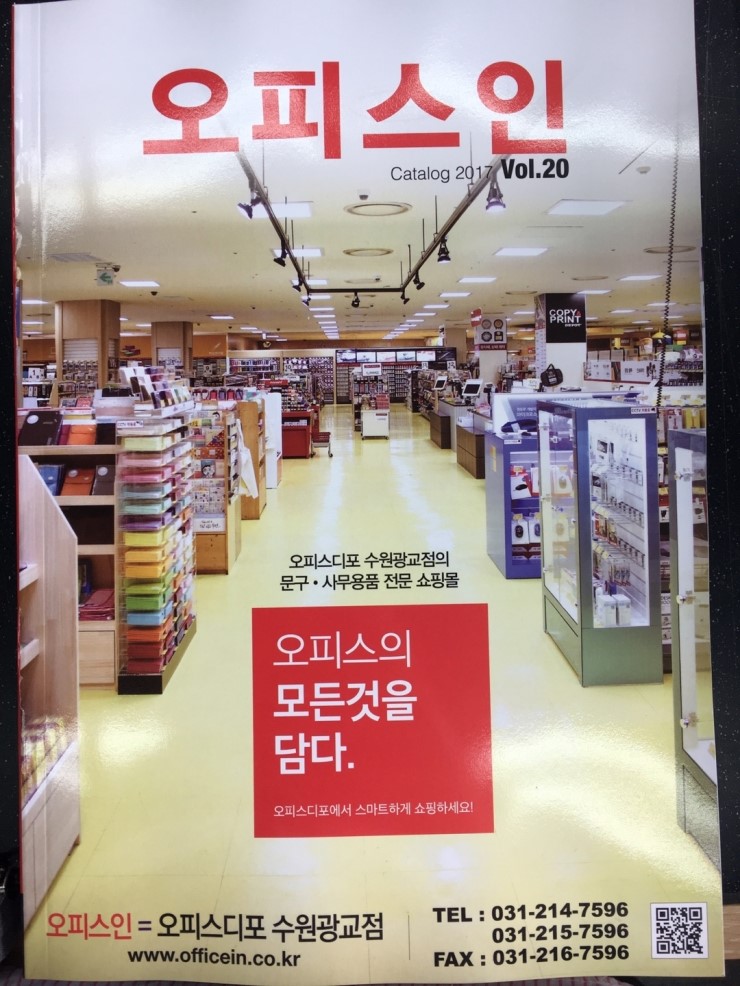 오피스인
Catalog 2017 Vol.20
COPY&
PRINT
DEPOT
오피스디포 수원광교점의
문구 • 사무용품 전문 쇼핑몰
오피스의
모든것을
담다.
오피스디포에서 스마트하게 쇼핑하세요!
오피스인 = 오피스디포 수원광교점
www.officein.co.kr
TEL : 031-214-7596
031-215-7596
FAX : 031-216-7596